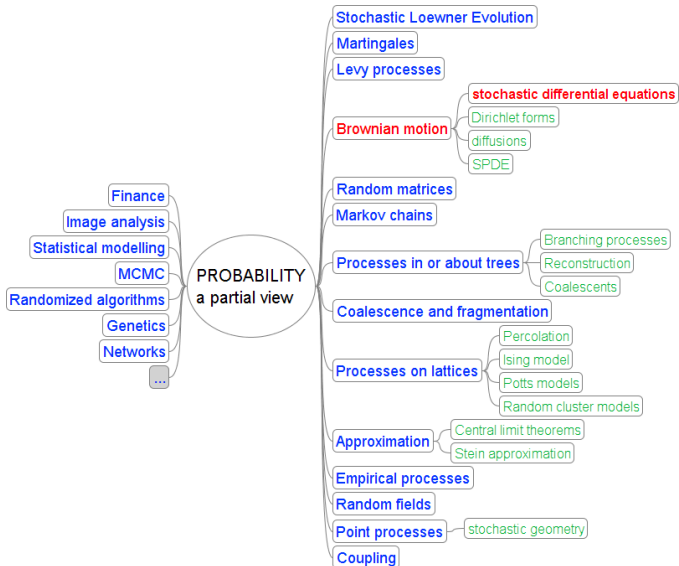 Stochastic Loewner Evolution
Martingales
Levy processes
Brownian motion
stochastic differential equations
Dirichlet forms
diffusions
SPDE
Random matrices
Markov chains
Processes in or about trees
Branching processes
Reconstruction
Coalescents
Coalescence and fragmentation
Processes on lattices
Percolation
Ising model
Potts models
Random cluster models
Approximation
Central limit theorems
Stein approximation
Empirical processes
Random fields
Point processes
stochastic geometry
Coupling
PROBABILITY
a partial view
Finance
Image analysis
Statistical modelling
MCMC
Randomized algorithms
Genetics
Networks
...